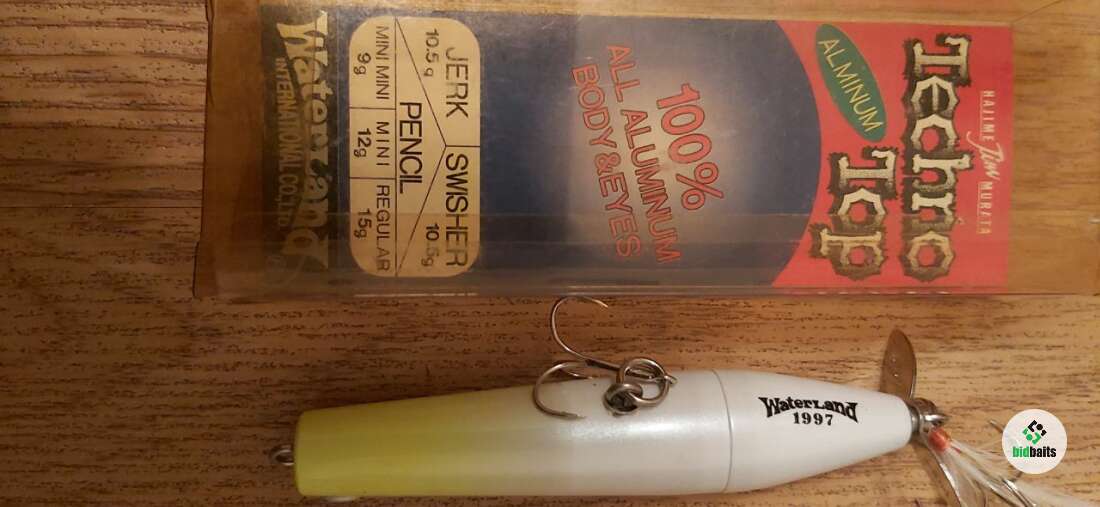 HAJIME Jim MURATA
Techno
Top
ALMINUM
100%
ALL ALUMINUM
BODY & EYES
JERK
10.5g
SWISHER
10.5g
PENCIL
MINI MINI
9g
MINI
12g
REGULAR
15g
WaterLand
INTERNATIONAL CO.,LTD.
WaterLand
1997
bidbaits